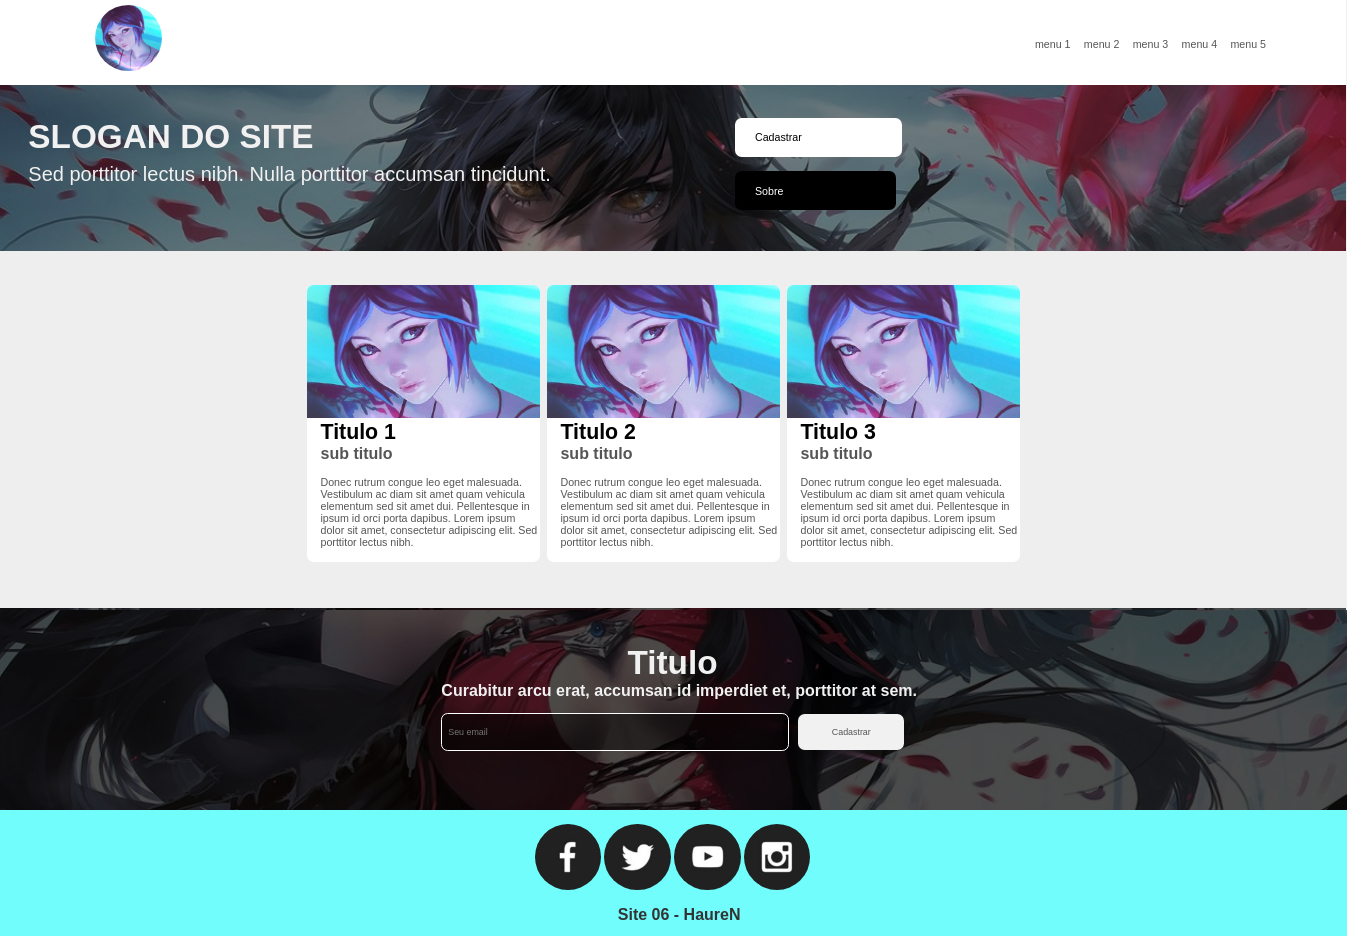 menu 1 menu 2 menu 3 menu 4 menu 5
SLOGAN DO SITE
Sed porttitor lectus nibh. Nulla porttitor accumsan tincidunt.
Cadastrar
Sobre
Titulo 1
sub titulo
Donec rutrum congue leo eget malesuada.
Vestibulum ac diam sit amet quam vehicula
elementum sed sit amet dui. Pellentesque in
ipsum id orci porta dapibus. Lorem ipsum
dolor sit amet, consectetur adipiscing elit. Sed
porttitor lectus nibh.
Titulo 2
sub titulo
Donec rutrum congue leo eget malesuada.
Vestibulum ac diam sit amet quam vehicula
elementum sed sit amet dui. Pellentesque in
ipsum id orci porta dapibus. Lorem ipsum
dolor sit amet, consectetur adipiscing elit. Sed
porttitor lectus nibh.
Titulo 3
sub titulo
Donec rutrum congue leo eget malesuada.
Vestibulum ac diam sit amet quam vehicula
elementum sed sit amet dui. Pellentesque in
ipsum id orci porta dapibus. Lorem ipsum
dolor sit amet, consectetur adipiscing elit. Sed
porttitor lectus nibh.
Titulo
Curabitur arcu erat, accumsan id imperdiet et, porttitor at sem.
Seu email
Cadastrar
Site 06 - HaureN